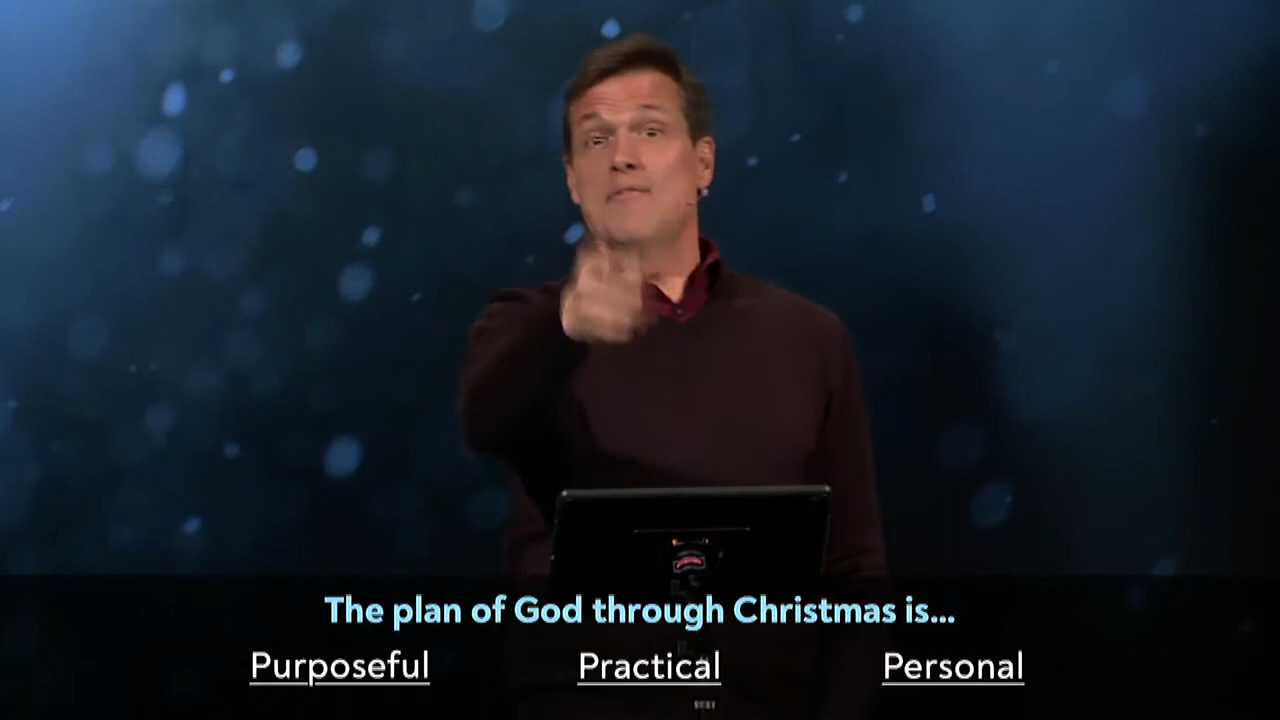 The plan of God through Christmas is...
Purposeful Practical Personal